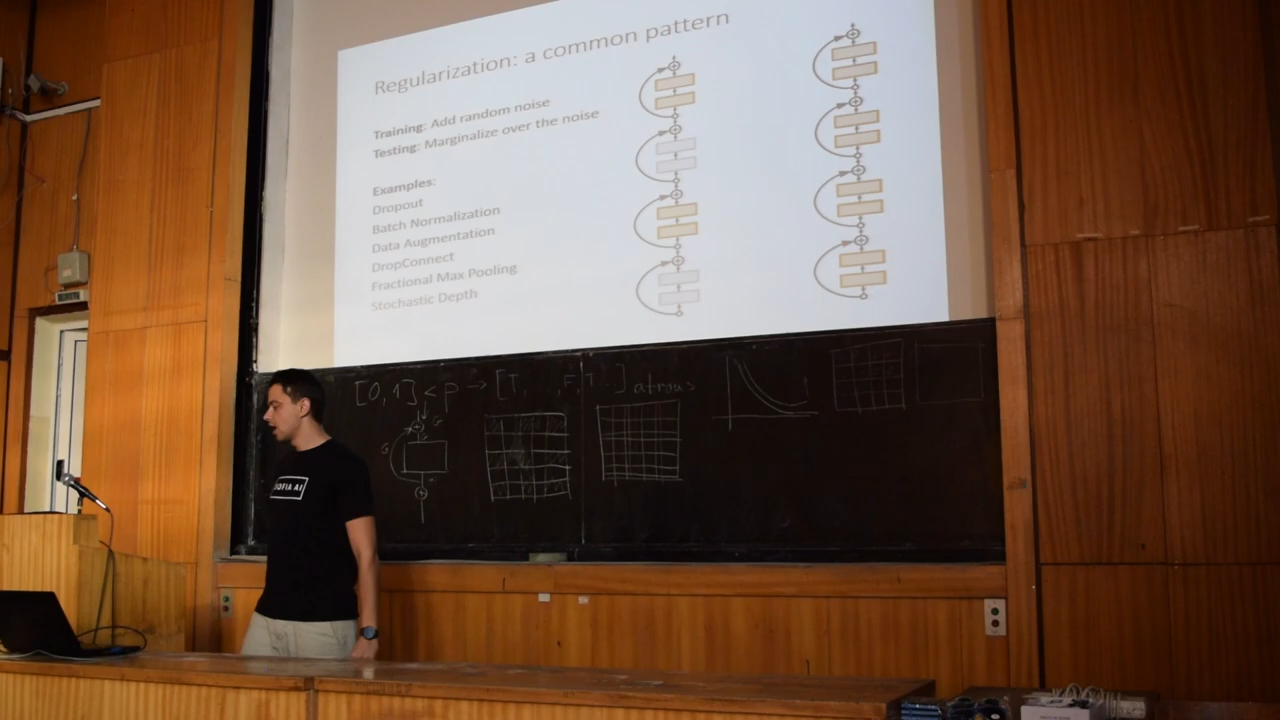 Regularization: a common pattern
Training: Add random noise
Testing: Marginalize over the noise
Examples:
Dropout
Batch Normalization
Data Augmentation
DropConnect
Fractional Max Pooling
Stochastic Depth
[0,1] < p → [T, . . , F, T . . ] atrous
G
G
SOFIA AI